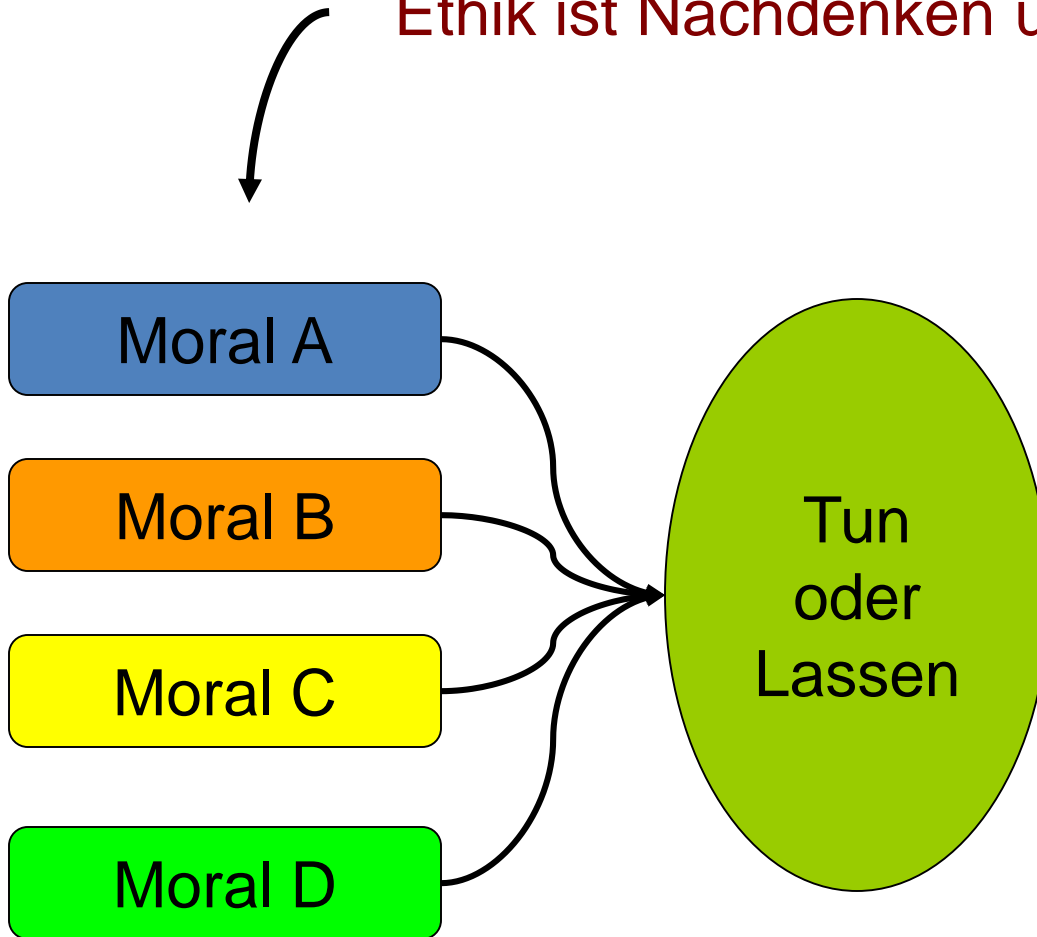 Ethik ist Nachdenken u
Moral A
Moral B
Moral C
Moral D
Tun
oder
Lassen